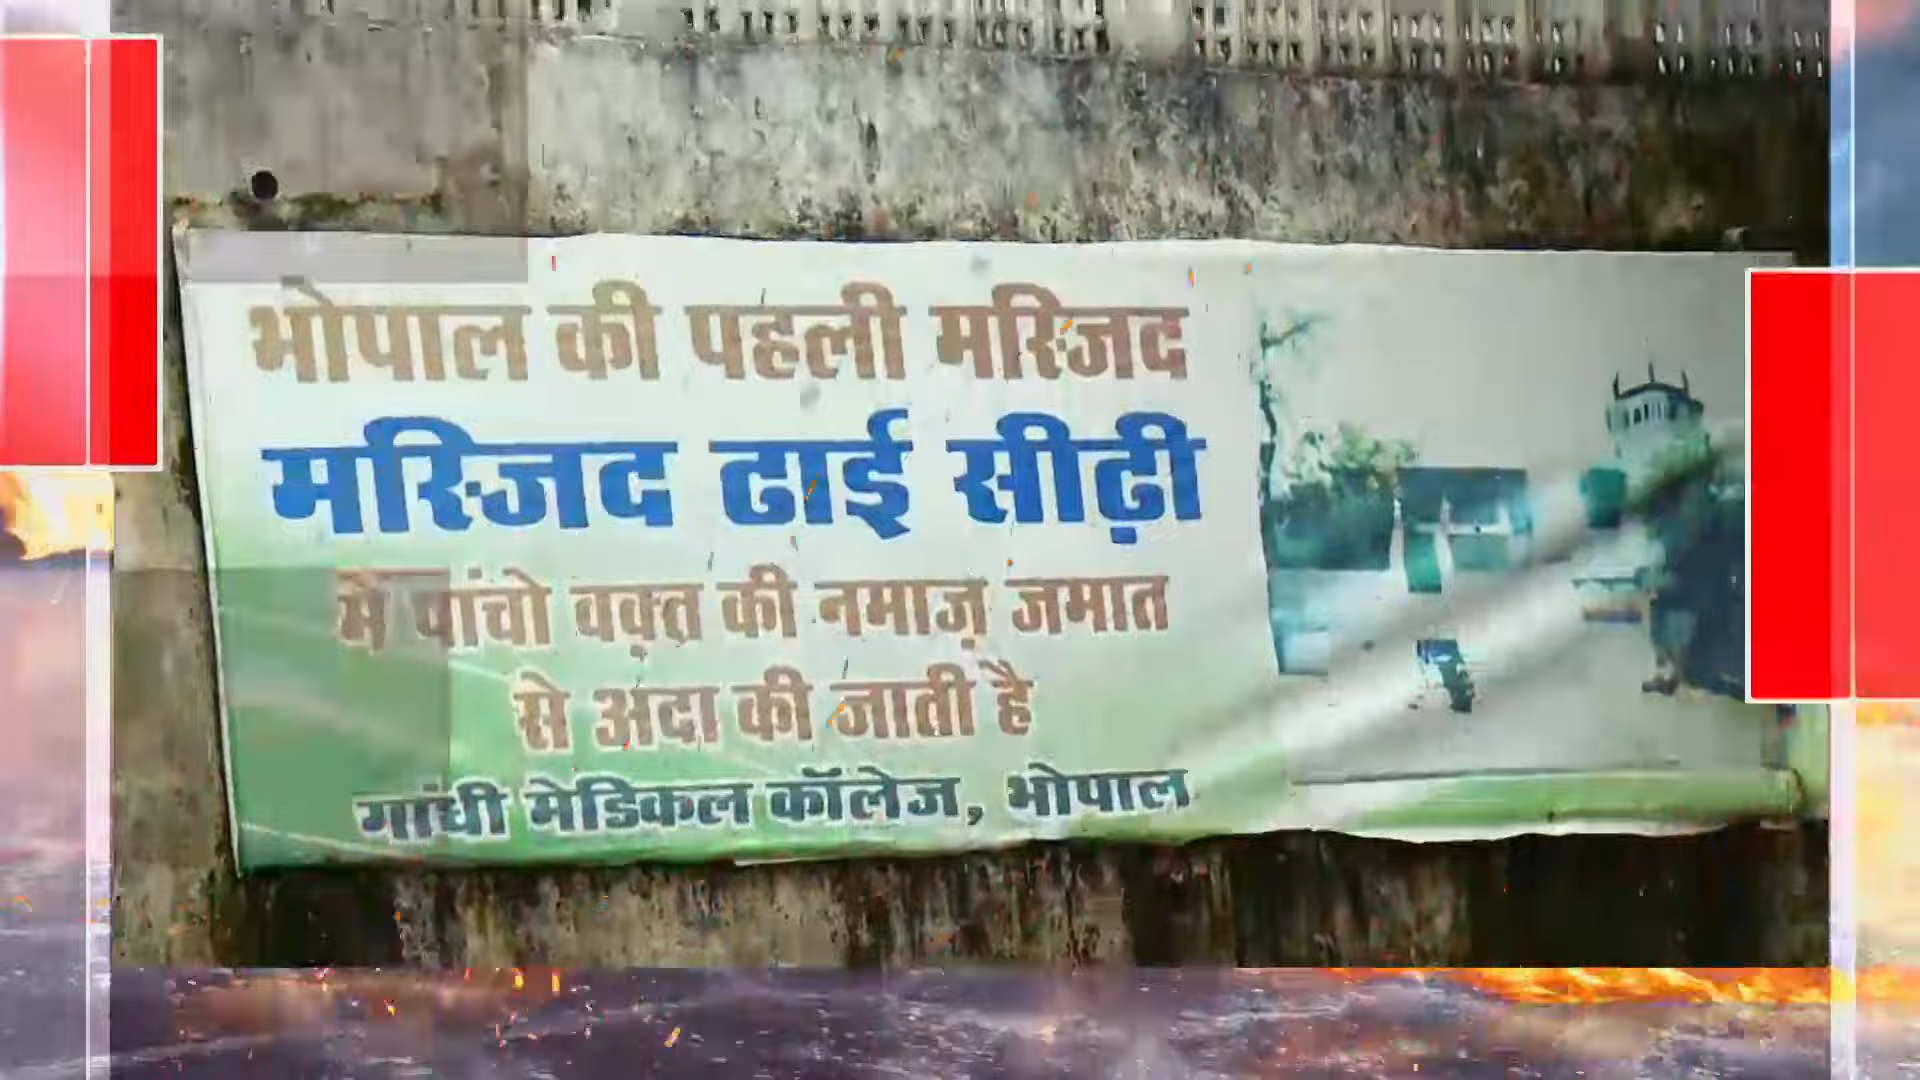 भोपाल की पहली मस्जिद
मस्जिद ढाई सीढ़ी
में पांचो वक़्त की नमाज़ जमात
से अदा की जाती है
गांधी मेडिकल कॉलेज, भोपाल